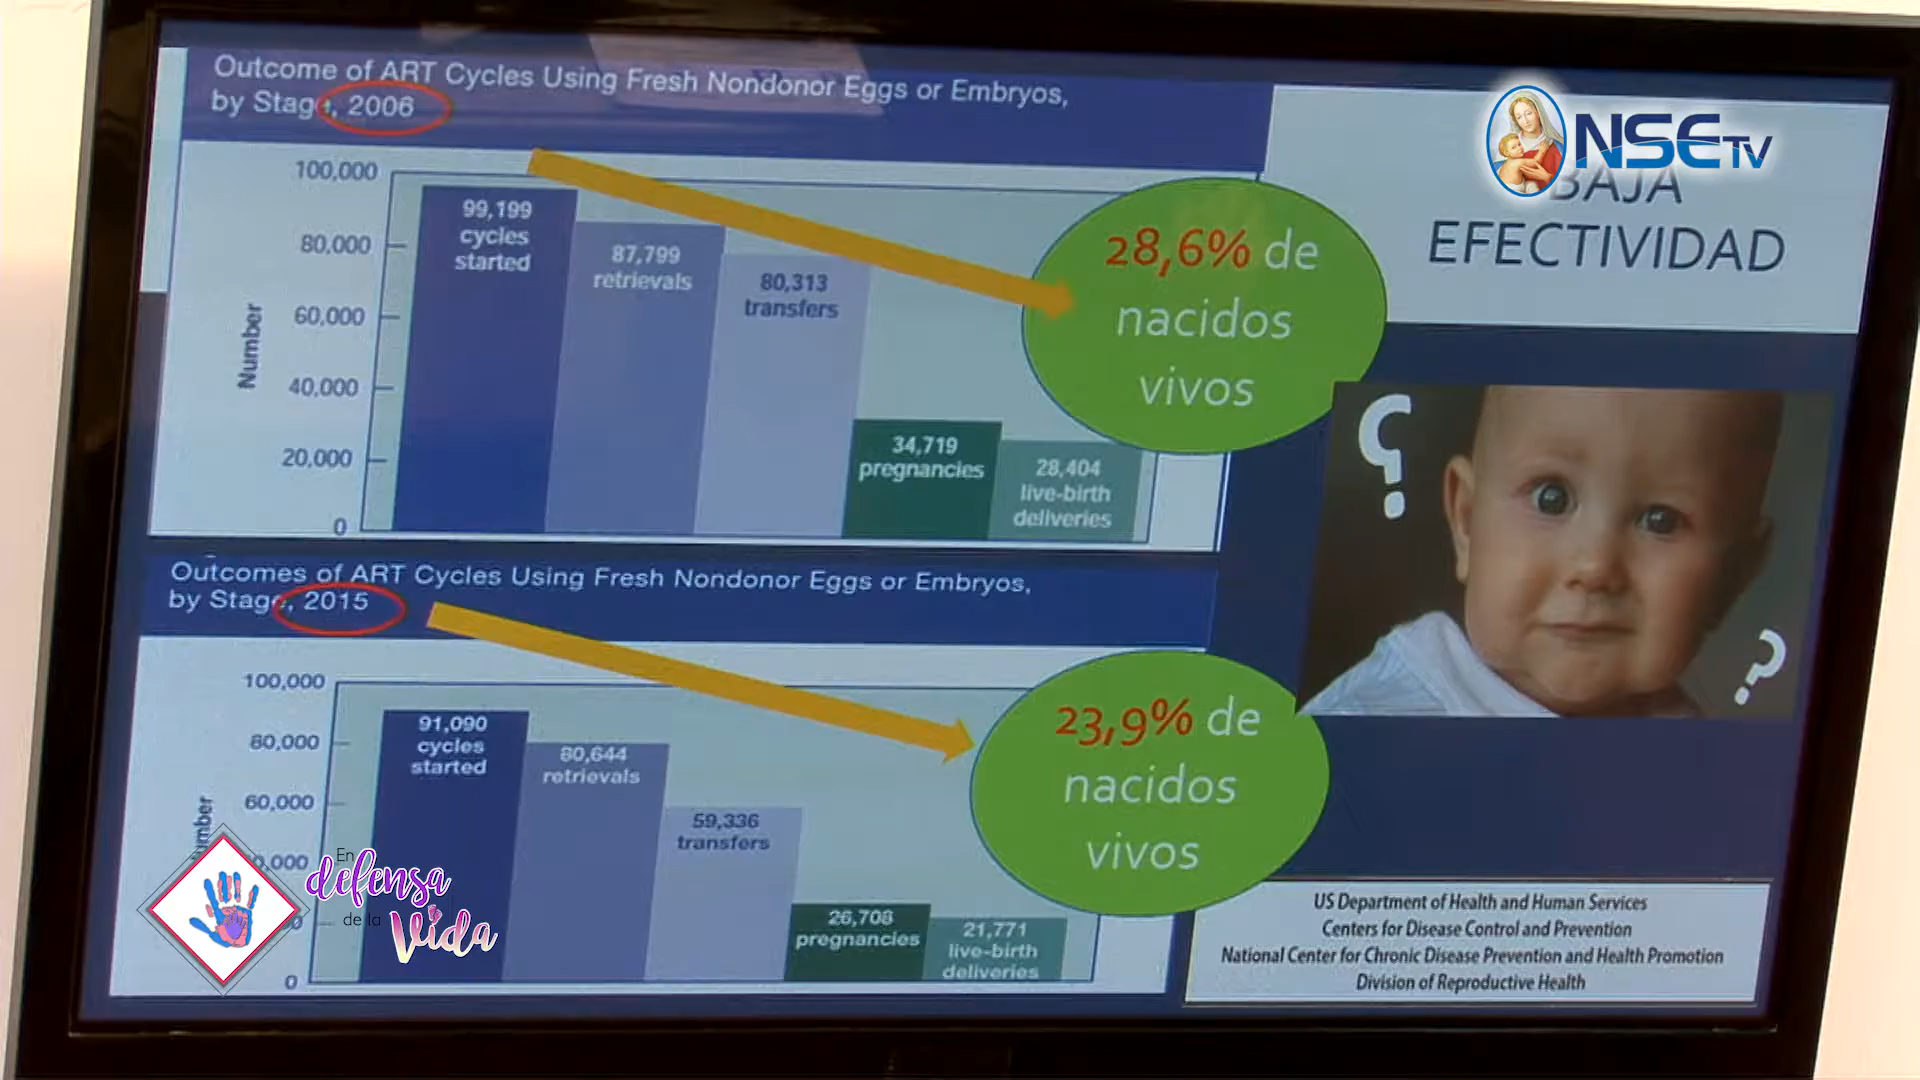 Outcome of ART Cycles Using Fresh Nondonor Eggs or Embryos,
by Stage, 2006
100,000
80,000
60,000
40,000
20,000
0
Number
99,199
cycles
started
87,799
retrievals
80,313
transfers
34,719
pregnancies
28,404
live-birth
deliveries
28,6% de
nacidos
vivos
NSETV
BAJA
EFECTIVIDAD
? ?
Outcomes of ART Cycles Using Fresh Nondonor Eggs or Embryos,
by Stage, 2015
100,000
80,000
60,000
0,000
0
0
mber
91,090
cycles
started
80,644
retrievals
59,336
transfers
26,708
pregnancies
21,771
live-birth
deliveries
23,9% de
nacidos
vivos
En
defensa
de la
Vida
US Department of Health and Human Services
Centers for Disease Control and Prevention
National Center for Chronic Disease Prevention and Health Promotion
Division of Reproductive Health